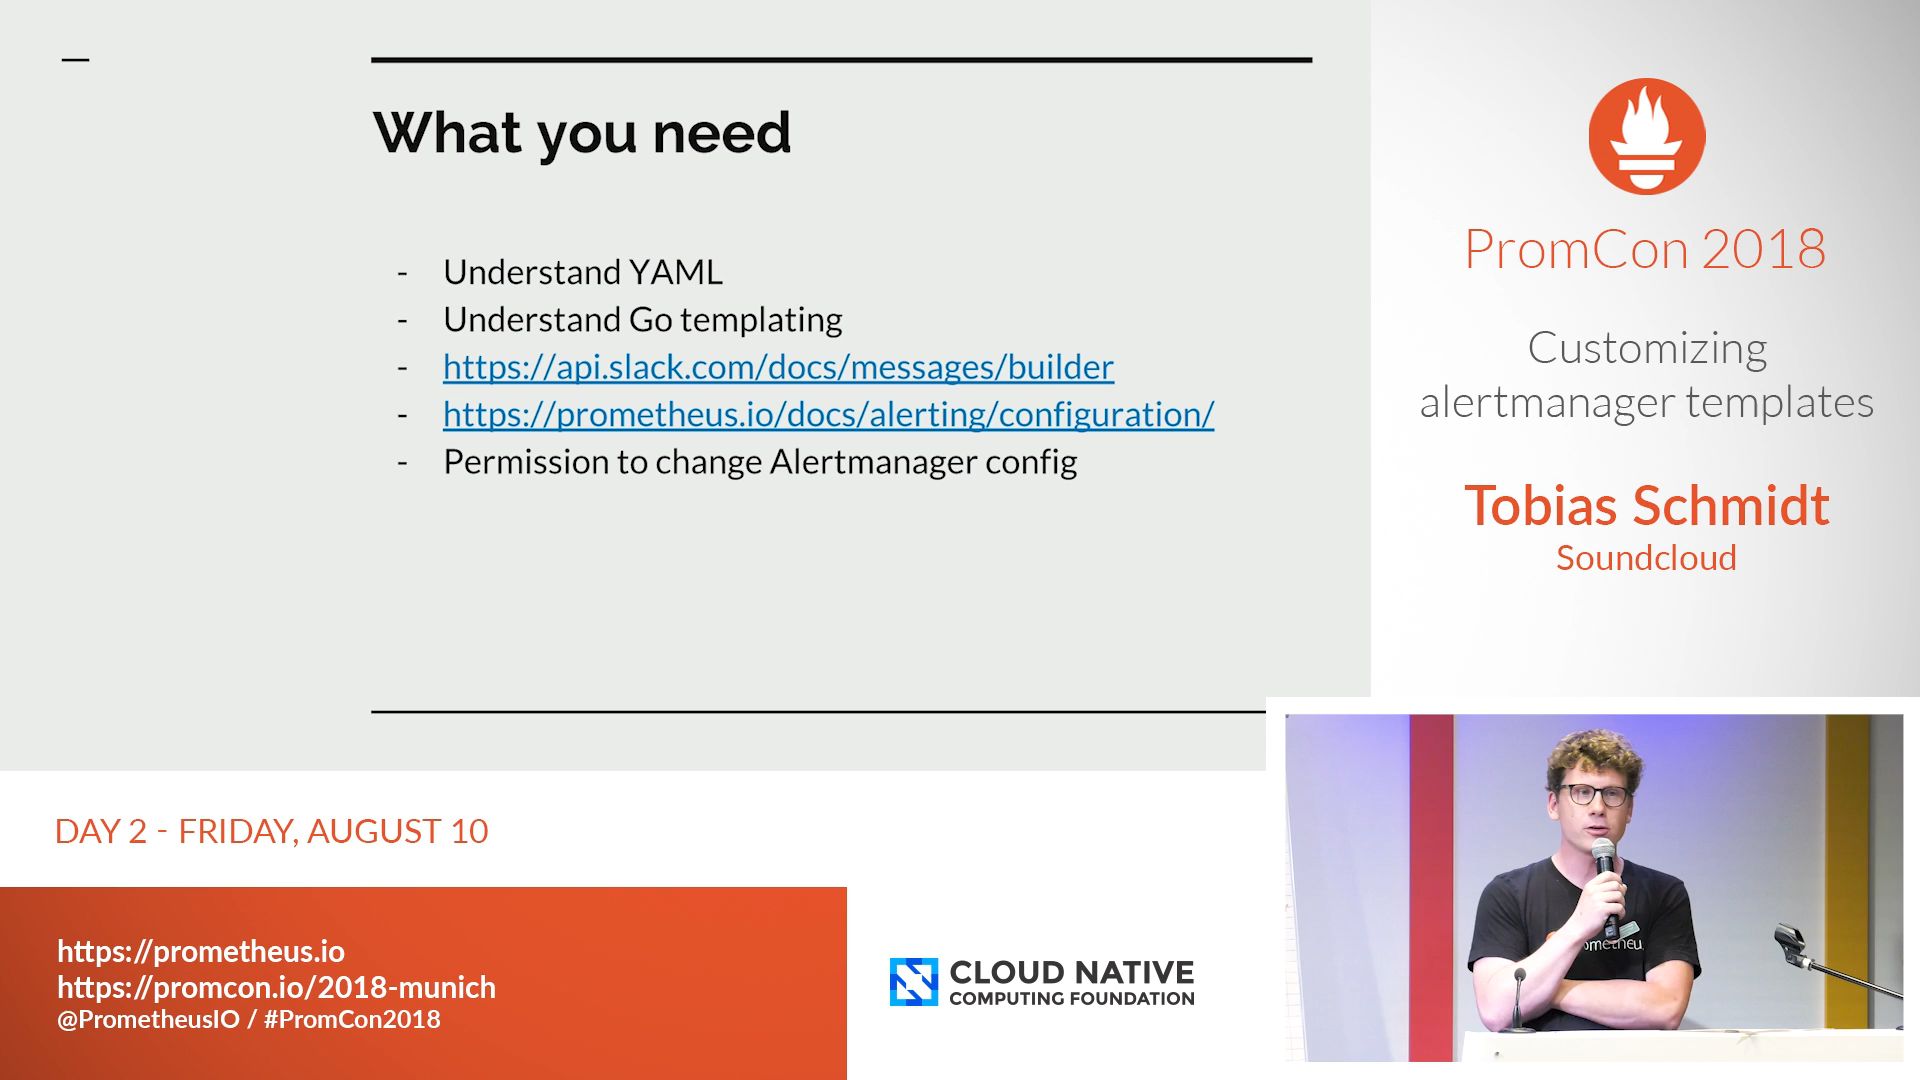 What you need
- Understand YAML
- Understand Go templating
- https://api.slack.com/docs/messages/builder
- https://prometheus.io/docs/alerting/configuration/
- Permission to change Alertmanager config
PromCon 2018
Customizing
alertmanager templates
Tobias Schmidt
Soundcloud
DAY 2 - FRIDAY, AUGUST 10
https://prometheus.io
https://promcon.io/2018-munich
@PrometheusIO / #PromCon2018
CLOUD NATIVE
COMPUTING FOUNDATION